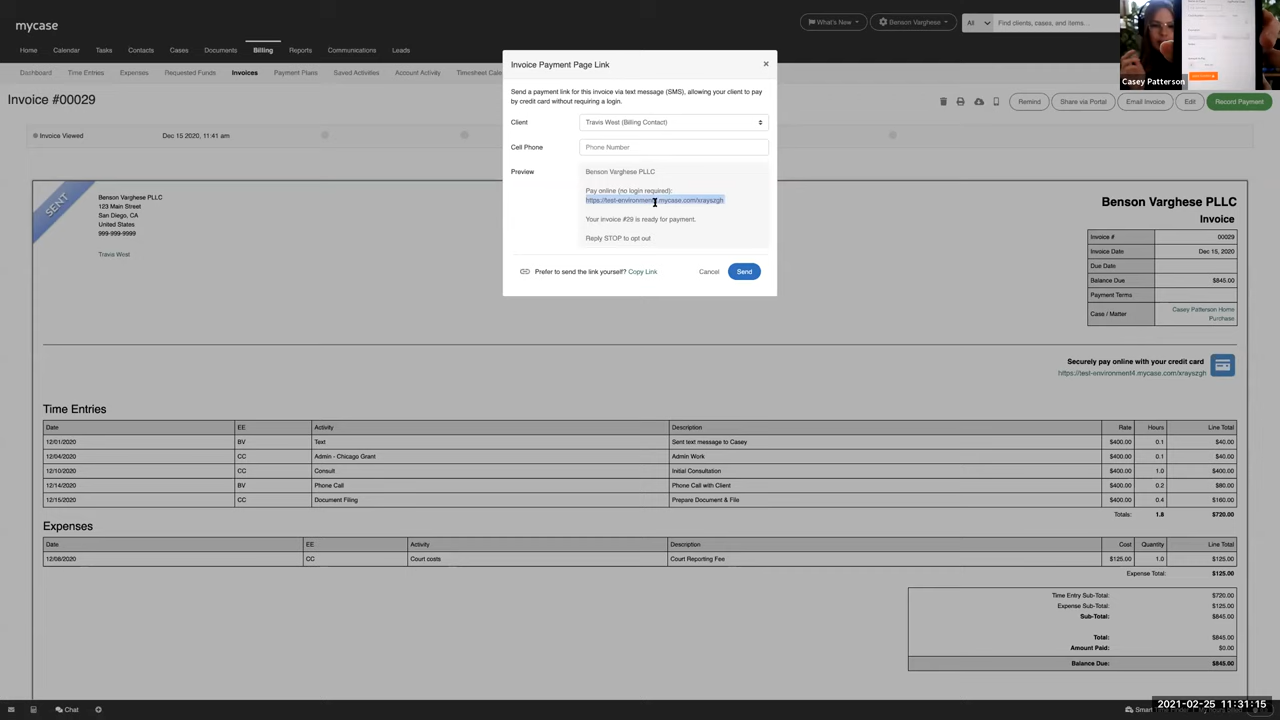 mycase
What's New
Benson Varghese
All
Find clients, cases, and items...
Home Calendar Tasks Contacts Cases Documents Billing Reports Communications Leads
Dashboard Time Entries Expenses Requested Funds Invoices Payment Plans Saved Activities Account Activity Timesheet Cale
Casey Patterson
Invoice #00029
Remind Share via Portal Email Invoice Edit Record Payment
Invoice Viewed Dec 15 2020, 11:41 am
Invoice Payment Page Link ×
Send a payment link for this invoice via text message (SMS), allowing your client to pay
by credit card without requiring a login.
Client Travis West (Billing Contact)
Cell Phone Phone Number
Preview Benson Varghese PLLC
Pay online (no login required):
https://test-environment4.mycase.com/xrayszgh
Your invoice #29 is ready for payment.
Reply STOP to opt out
Prefer to send the link yourself? Copy Link Cancel Send
SENT
Benson Varghese PLLC
123 Main Street
San Diego, CA
United States
999-999-9999
Travis West
Benson Varghese PLLC
Invoice
Invoice # 00029
Invoice Date Dec 15, 2020
Due Date
Balance Due $845.00
Payment Terms
Case / Matter Casey Patterson Home
Purchase
Securely pay online with your credit card
https://test-environment4.mycase.com/xrayszgh
Time Entries
Date EE Activity Description Rate Hours Line Total
12/01/2020 BV Text Sent text message to Casey $400.00 0.1 $40.00
12/04/2020 CC Admin - Chicago Grant Admin Work $400.00 0.1 $40.00
12/10/2020 CC Consult Initial Consultation $400.00 1.0 $400.00
12/14/2020 BV Phone Call Phone Call with Client $400.00 0.2 $80.00
12/15/2020 CC Document Filing Prepare Document & File $400.00 0.4 $160.00
Totals: 1.8 $720.00
Expenses
Date EE Activity Description Cost Quantity Line Total
12/08/2020 CC Court costs Court Reporting Fee $125.00 1.0 $125.00
Expense Total: $125.00
Time Entry Sub-Total: $720.00
Expense Sub-Total: $125.00
Sub-Total: $845.00
Total: $845.00
Amount Paid: $0.00
Balance Due: $845.00
Chat
Smart
2021-02-25 11:31:15